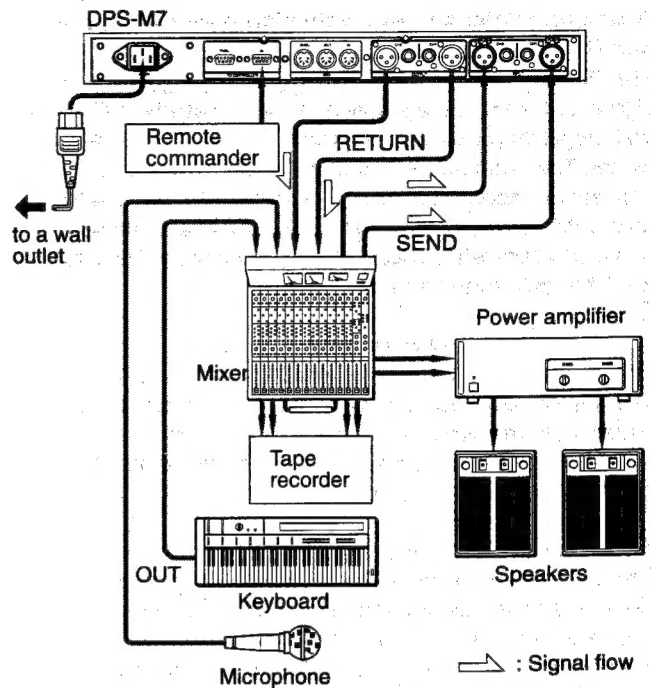 DPS-M7
Remote
commander
RETURN
to a wall
outlet
SEND
Power amplifier
Mixer
Tape
recorder
OUT
Keyboard
Speakers
Microphone
: Signal flow